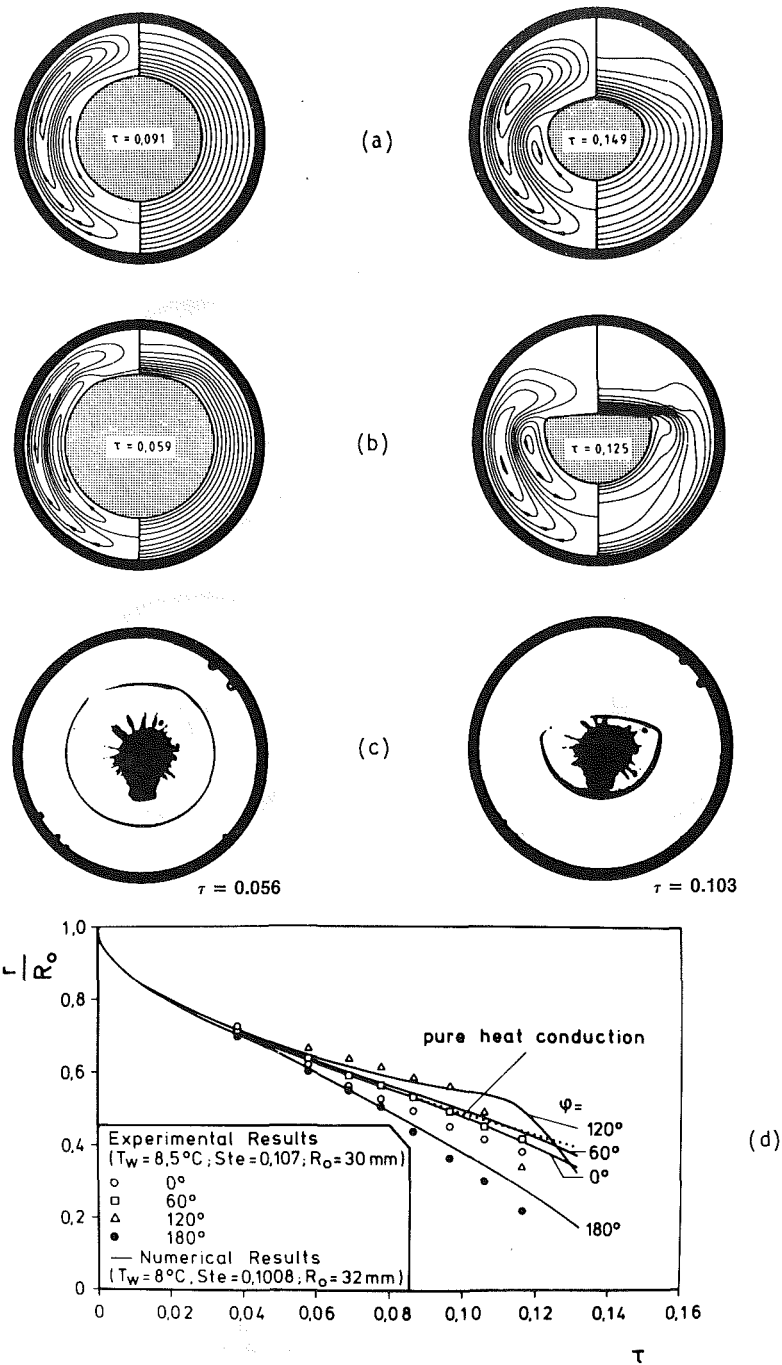 τ = 0,091
(a)
τ = 0,149
τ = 0,059
(b)
τ = 0,125
(c)
τ = 0.056
τ = 0.103
1,0
r/R₀
0,8
pure heat conduction
0,6
φ=
120°
0,4
60°
(d)
0°
Experimental Results
(T_W = 8,5°C ; Ste = 0,107 ; R₀ = 30 mm)
○ 0°
□ 60°
△ 120°
● 180°
180°
0,2
— Numerical Results
(T_W = 8°C , Ste = 0,1008 ; R₀ = 32 mm)
0
0 0,02 0,04 0,06 0,08 0,10 0,12 0,14 0,16
τ